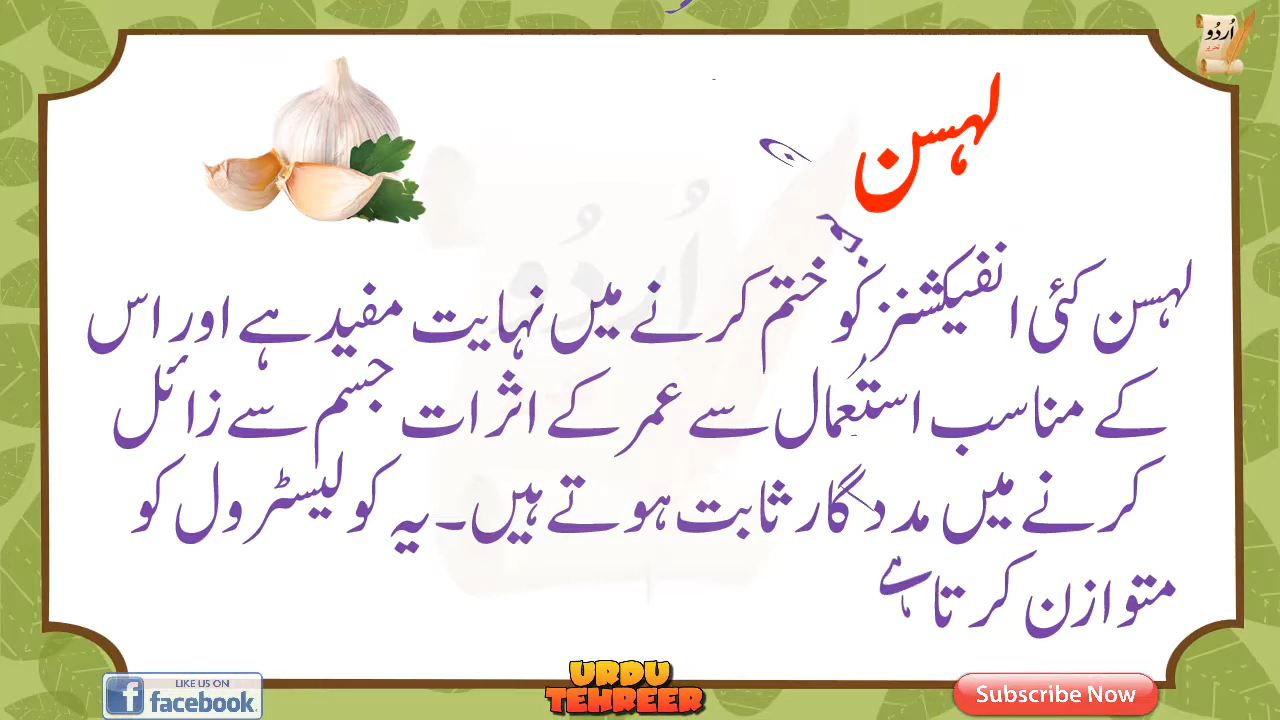 اُردُو
تحریر
لہسن
لہسن کئی انفیکشنز کو ختم کرنے میں نہایت مفید ہے اور اس
کے مناسب استعمال سے عمر کے اثرات جسم سے زائل
کرنے میں مددگار ثابت ہوتے ہیں۔ یہ کولیسٹرول کو
متوازن کرتا ہے
LIKE US ON
facebook.
URDU
TEHREER
Subscribe Now